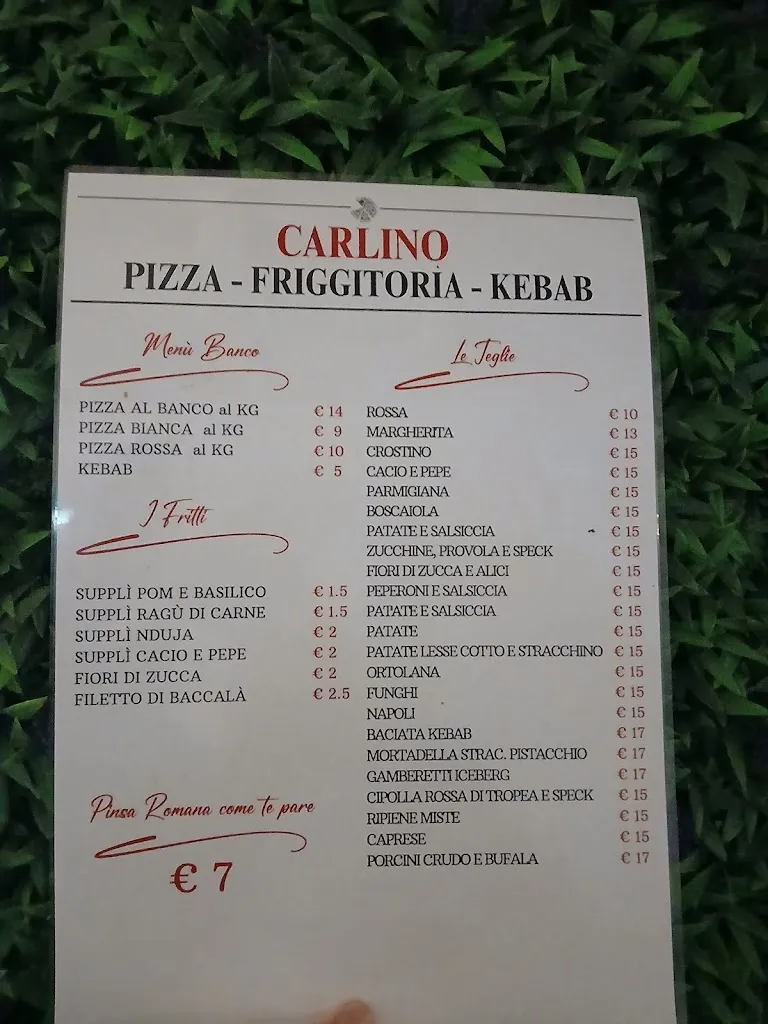 CARLINO
PIZZA - FRIGGITORIA - KEBAB
Menù Banco
PIZZA AL BANCO al KG € 14
PIZZA BIANCA al KG € 9
PIZZA ROSSA al KG € 10
KEBAB € 5
I Fritti
SUPPLÌ POM E BASILICO € 1.5
SUPPLÌ RAGÙ DI CARNE € 1.5
SUPPLÌ NDUJA € 2
SUPPLÌ CACIO E PEPE € 2
FIORI DI ZUCCA € 2
FILETTO DI BACCALÀ € 2.5
Pinsa Romana come te pare
€ 7
Le Teglie
ROSSA € 10
MARGHERITA € 13
CROSTINO € 15
CACIO E PEPE € 15
PARMIGIANA € 15
BOSCAIOLA € 15
PATATE E SALSICCIA € 15
ZUCCHINE, PROVOLA E SPECK € 15
FIORI DI ZUCCA E ALICI € 15
PEPERONI E SALSICCIA € 15
PATATE E SALSICCIA € 15
PATATE € 15
PATATE LESSE COTTO E STRACCHINO € 15
ORTOLANA € 15
FUNGHI € 15
NAPOLI € 15
BACIATA KEBAB € 17
MORTADELLA STRAC. PISTACCHIO € 17
GAMBERETTI ICEBERG € 17
CIPOLLA ROSSA DI TROPEA E SPECK € 15
RIPIENE MISTE € 15
CAPRESE € 15
PORCINI CRUDO E BUFALA € 17